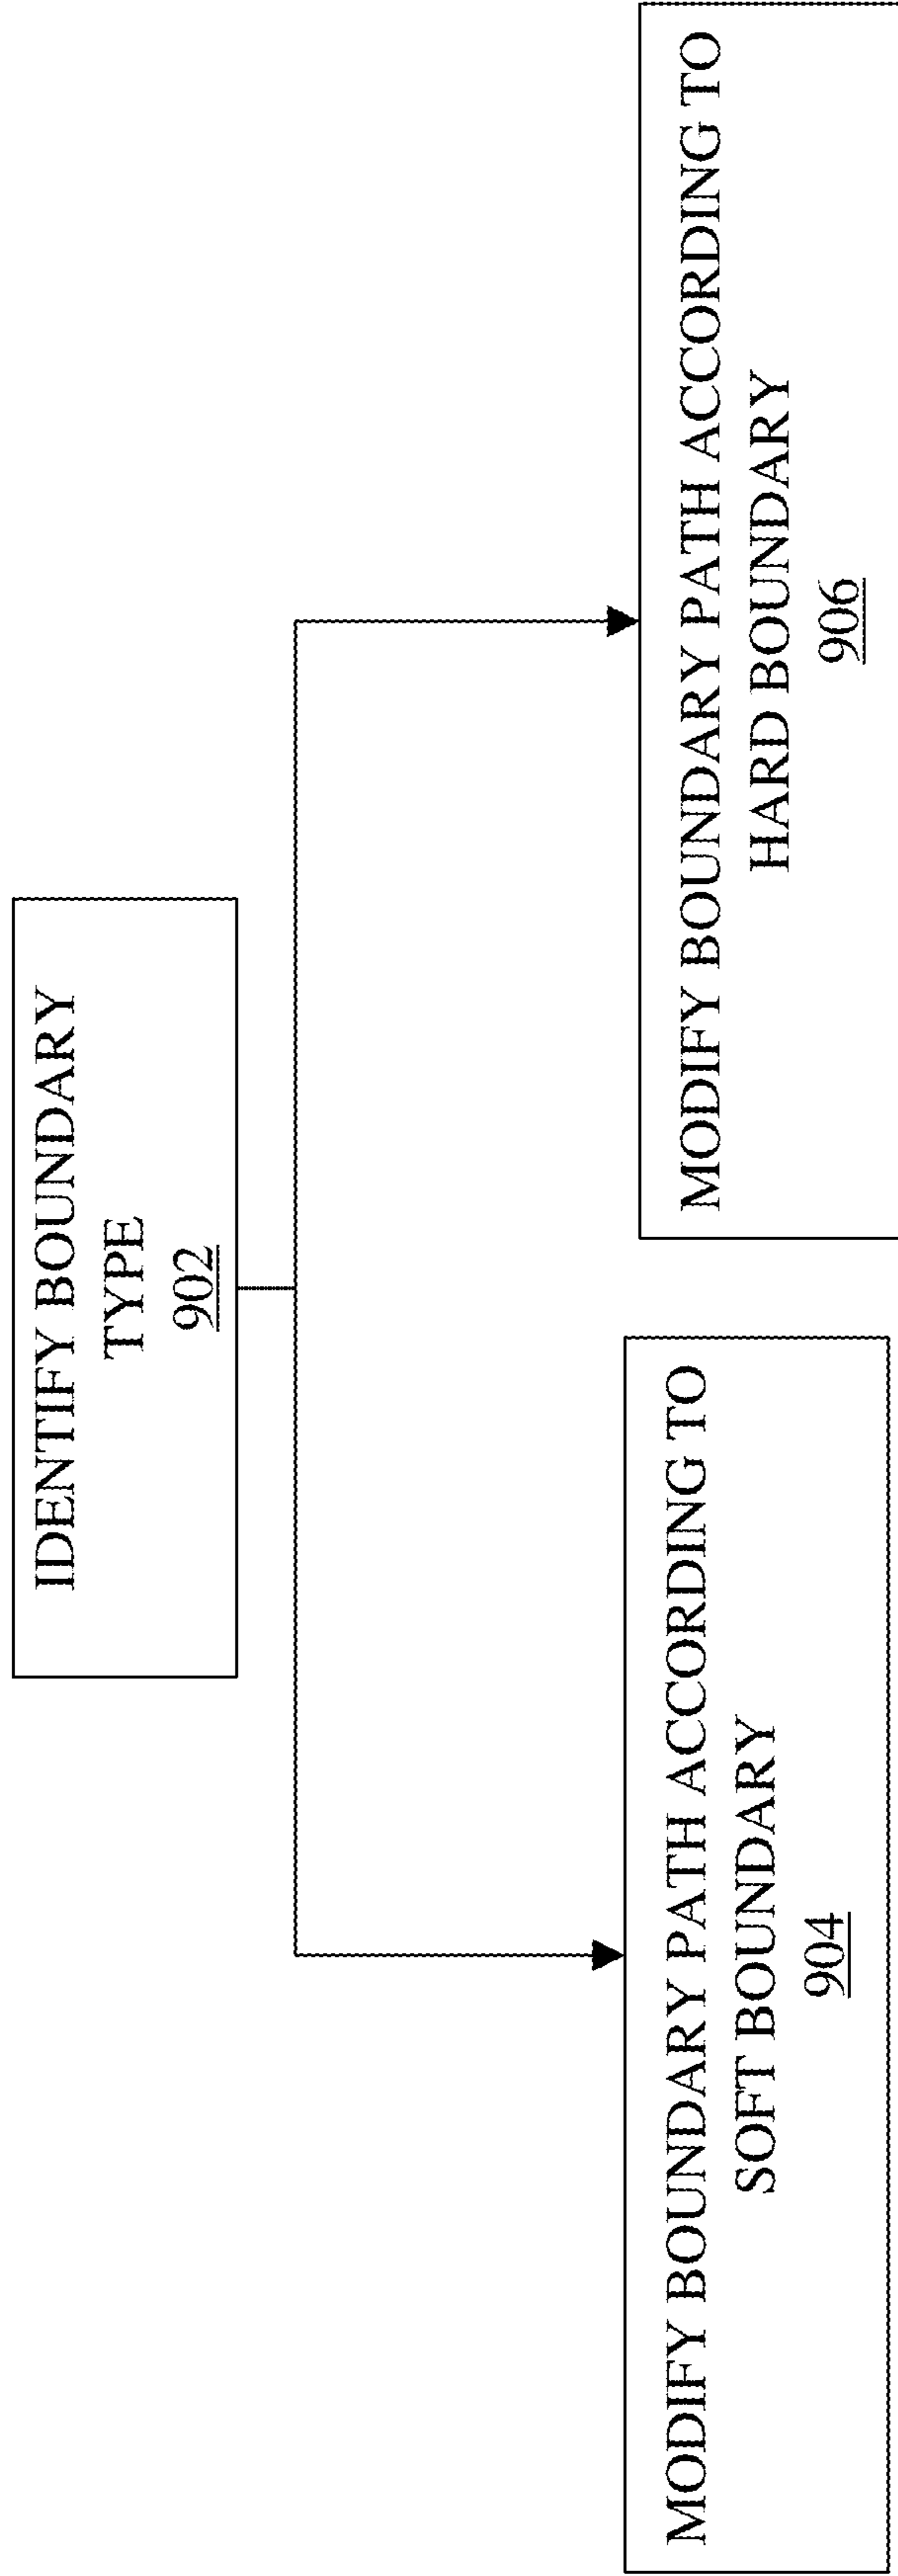 IDENTIFY BOUNDARY
TYPE
902
MODIFY BOUNDARY PATH ACCORDING TO
SOFT BOUNDARY
904
MODIFY BOUNDARY PATH ACCORDING TO
HARD BOUNDARY
906